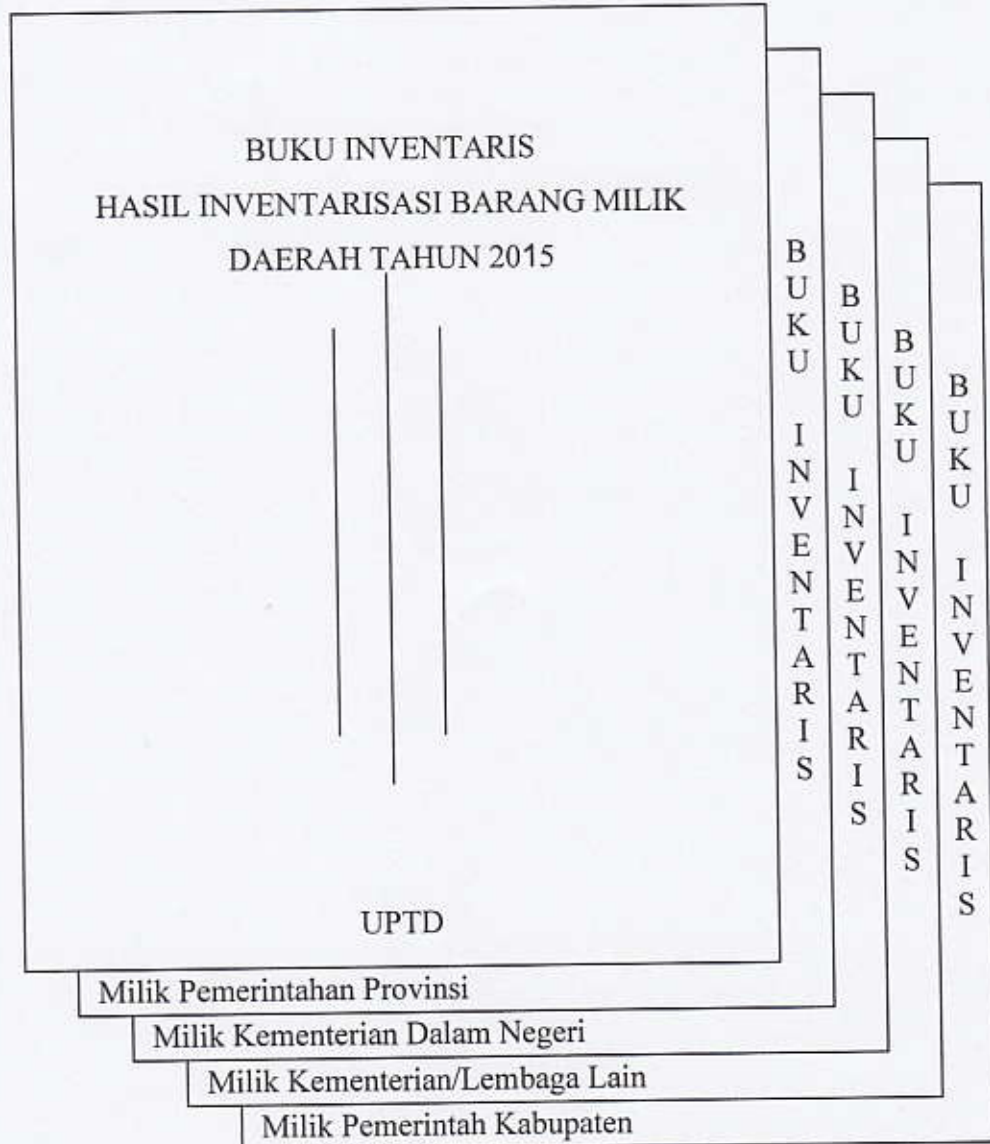 BUKU INVENTARIS
HASIL INVENTARISASI BARANG MILIK
DAERAH TAHUN 2015
UPTD
BUKU INVENTARIS
Milik Pemerintahan Provinsi
BUKU INVENTARIS
Milik Kementerian Dalam Negeri
BUKU INVENTARIS
Milik Kementerian/Lembaga Lain
BUKU INVENTARIS
Milik Pemerintah Kabupaten